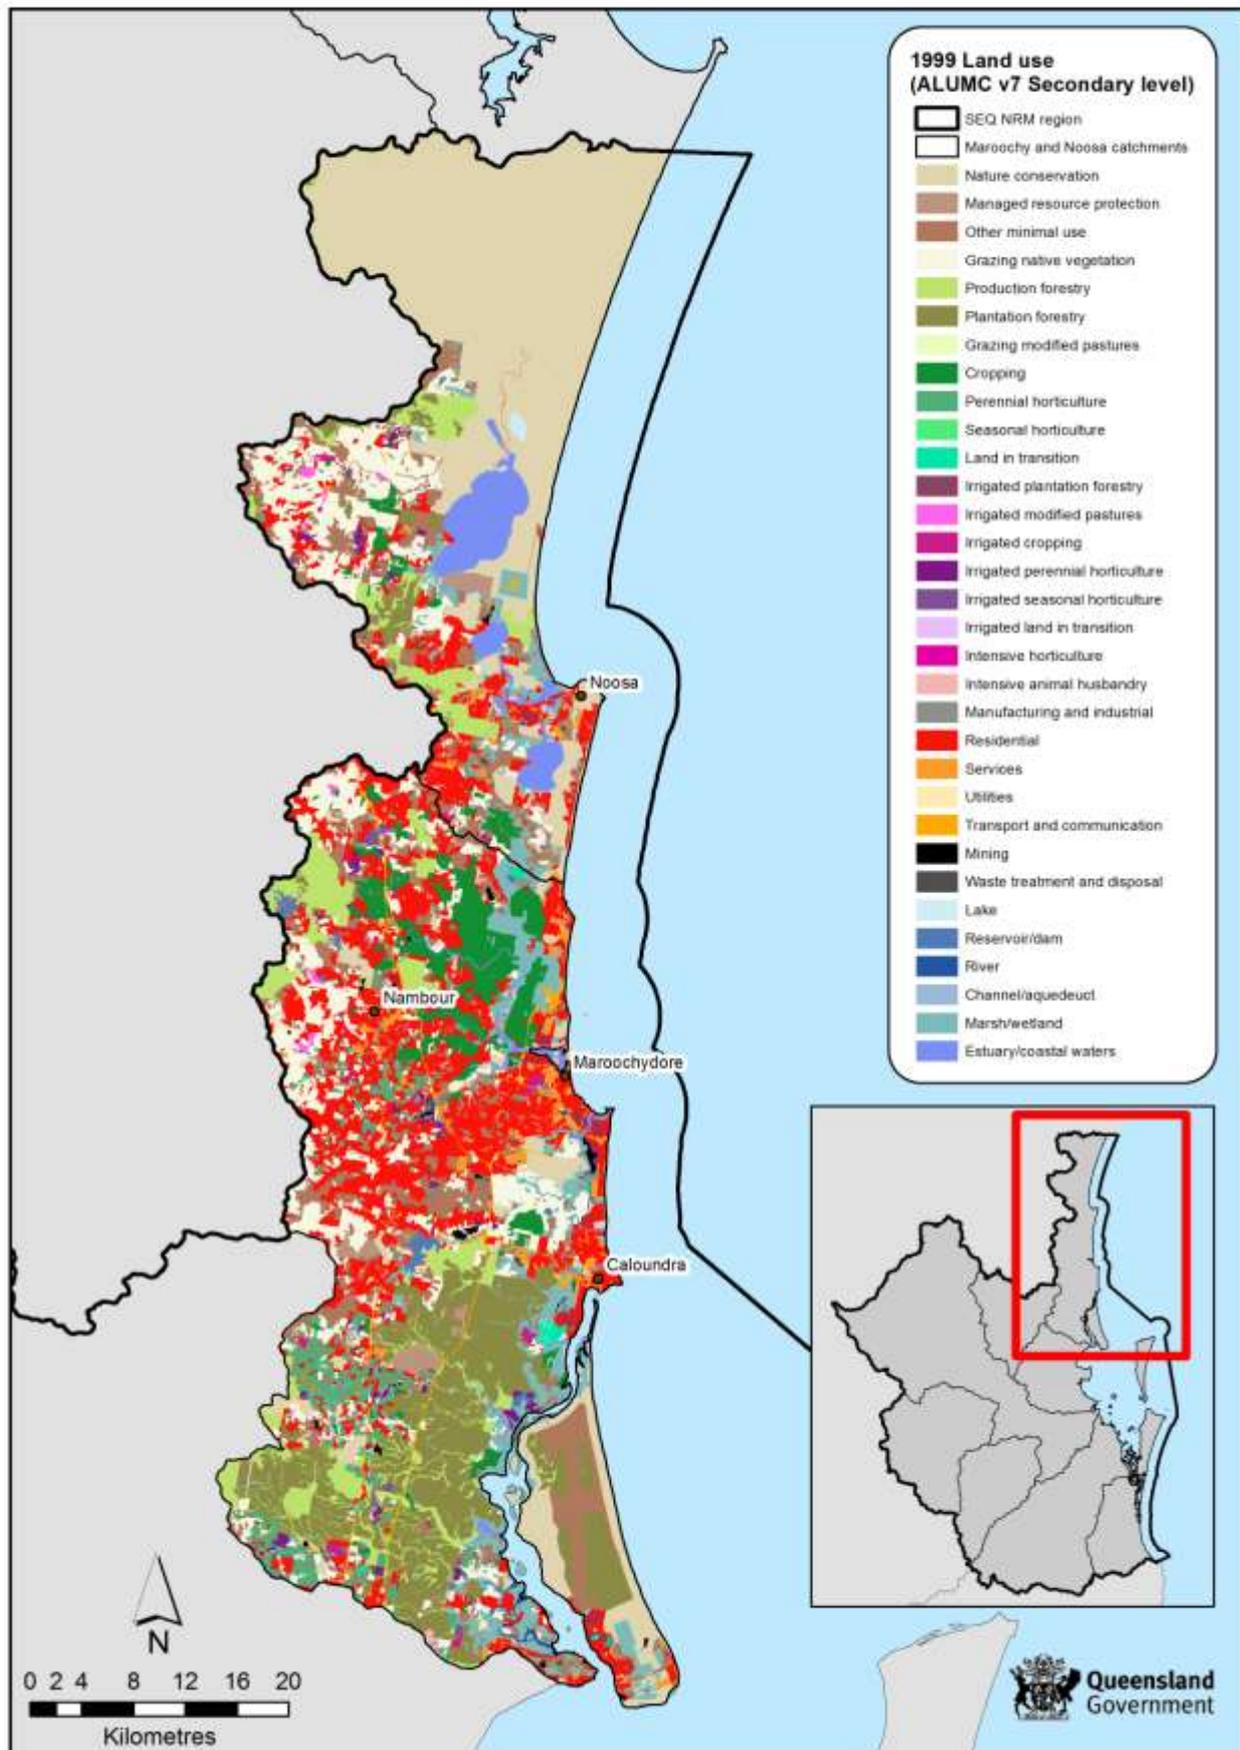 1999 Land use
(ALUMC v7 Secondary level)
SEQ NRM region
Maroochy and Noosa catchments
Nature conservation
Managed resource protection
Other minimal use
Grazing native vegetation
Production forestry
Plantation forestry
Grazing modified pastures
Cropping
Perennial horticulture
Seasonal horticulture
Land in transition
Irrigated plantation forestry
Irrigated modified pastures
Irrigated cropping
Irrigated perennial horticulture
Irrigated seasonal horticulture
Irrigated land in transition
Intensive horticulture
Intensive animal husbandry
Manufacturing and industrial
Residential
Services
Utilities
Transport and communication
Mining
Waste treatment and disposal
Lake
Reservoir/dam
River
Channel/aquedeuct
Marsh/wetland
Estuary/coastal waters
Noosa
Nambour
Maroochydore
Caloundra
N
0 2 4 8 12 16 20
Kilometres
Queensland
Government